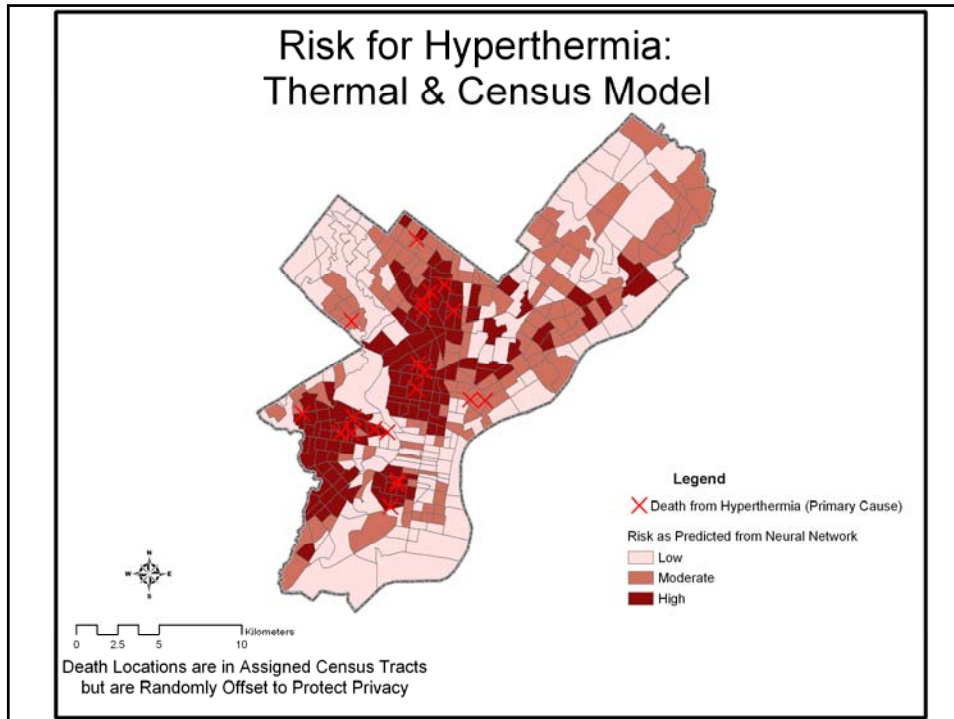 Risk for Hyperthermia:
Thermal & Census Model
Legend
Death from Hyperthermia (Primary Cause)
Risk as Predicted from Neural Network
Low
Moderate
High
N
W E
S
Kilometers
0 2.5 5 10
Death Locations are in Assigned Census Tracts
but are Randomly Offset to Protect Privacy